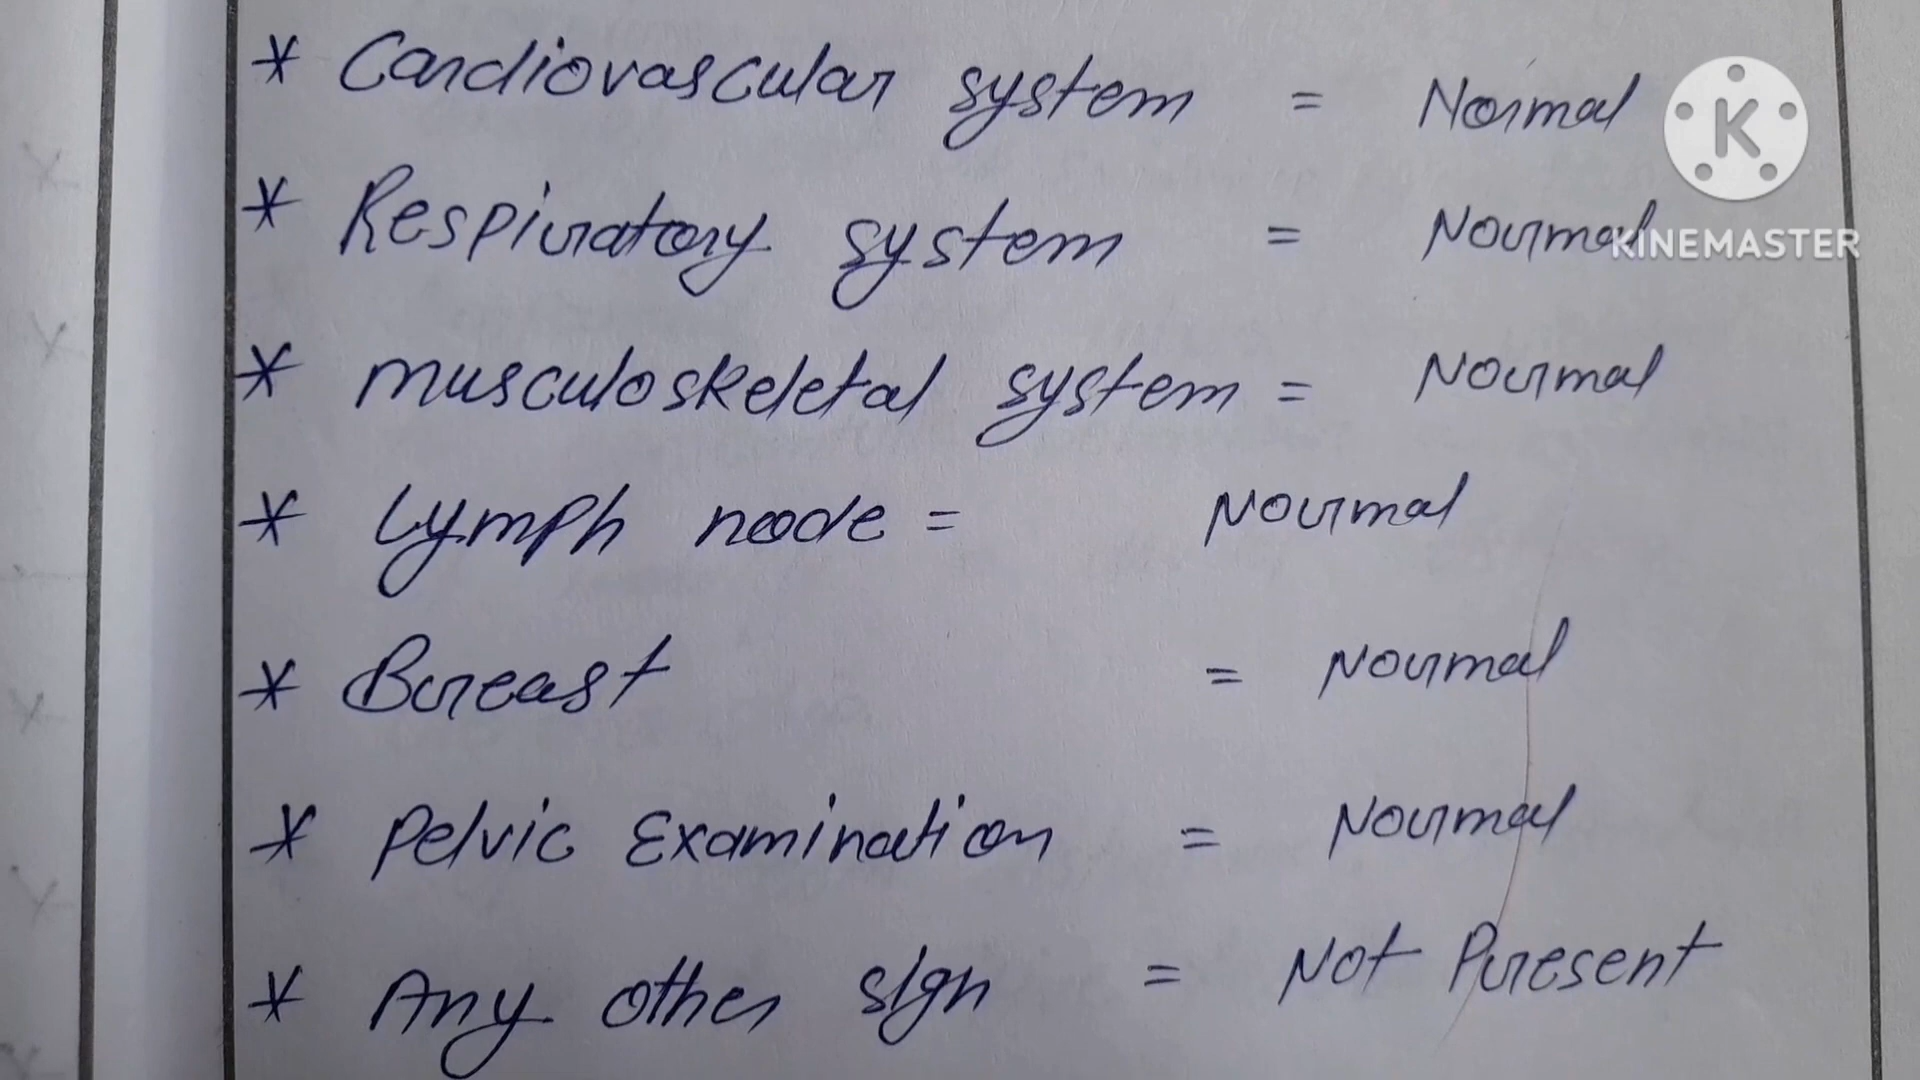 * Cardiovascular system = Normal
* Respiratory system = Normal
* Musculoskeletal system = Normal
* Lymph node = Normal
* Breast = Normal
* Pelvic Examination = Normal
* Any other sign = Not Present
K
KINEMASTER